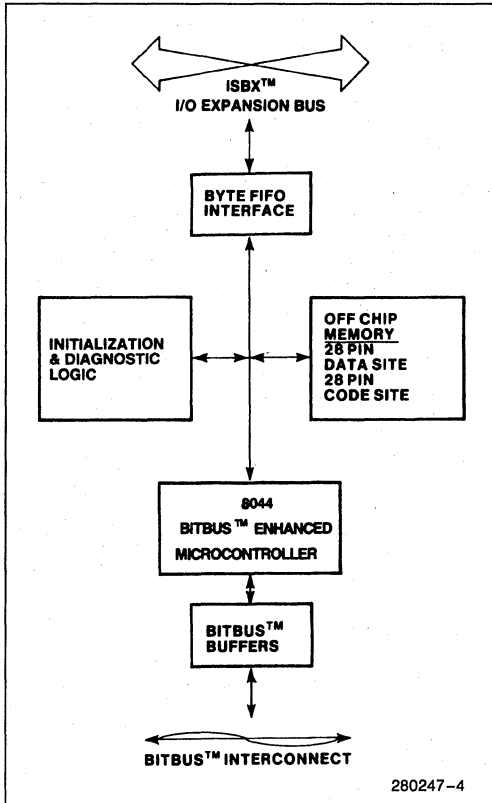 iSBX™
I/O EXPANSION BUS
BYTE FIFO
INTERFACE
INITIALIZATION
& DIAGNOSTIC
LOGIC
OFF CHIP
MEMORY
28 PIN
DATA SITE
28 PIN
CODE SITE
8044
BITBUS™ ENHANCED
MICROCONTROLLER
BITBUS™
BUFFERS
BITBUS™ INTERCONNECT
280247-4